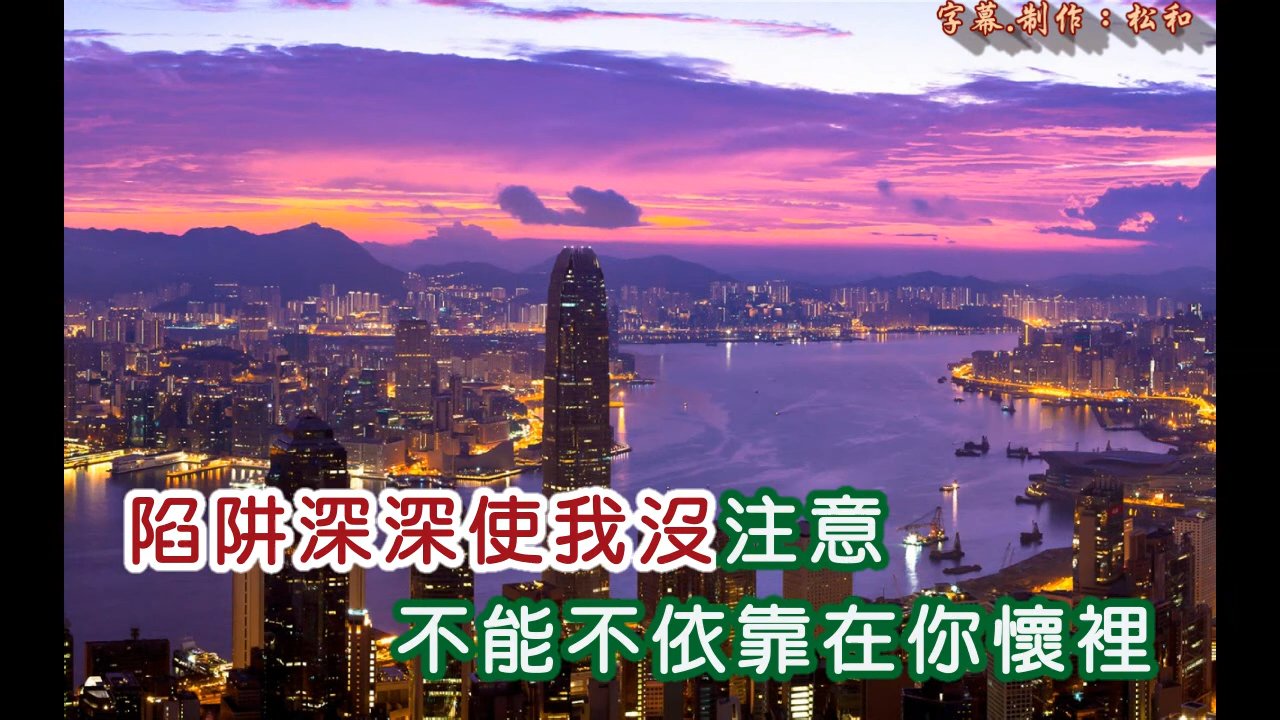 字幕.制作：松和
陷阱深深使我沒注意
不能不依靠在你懷裡